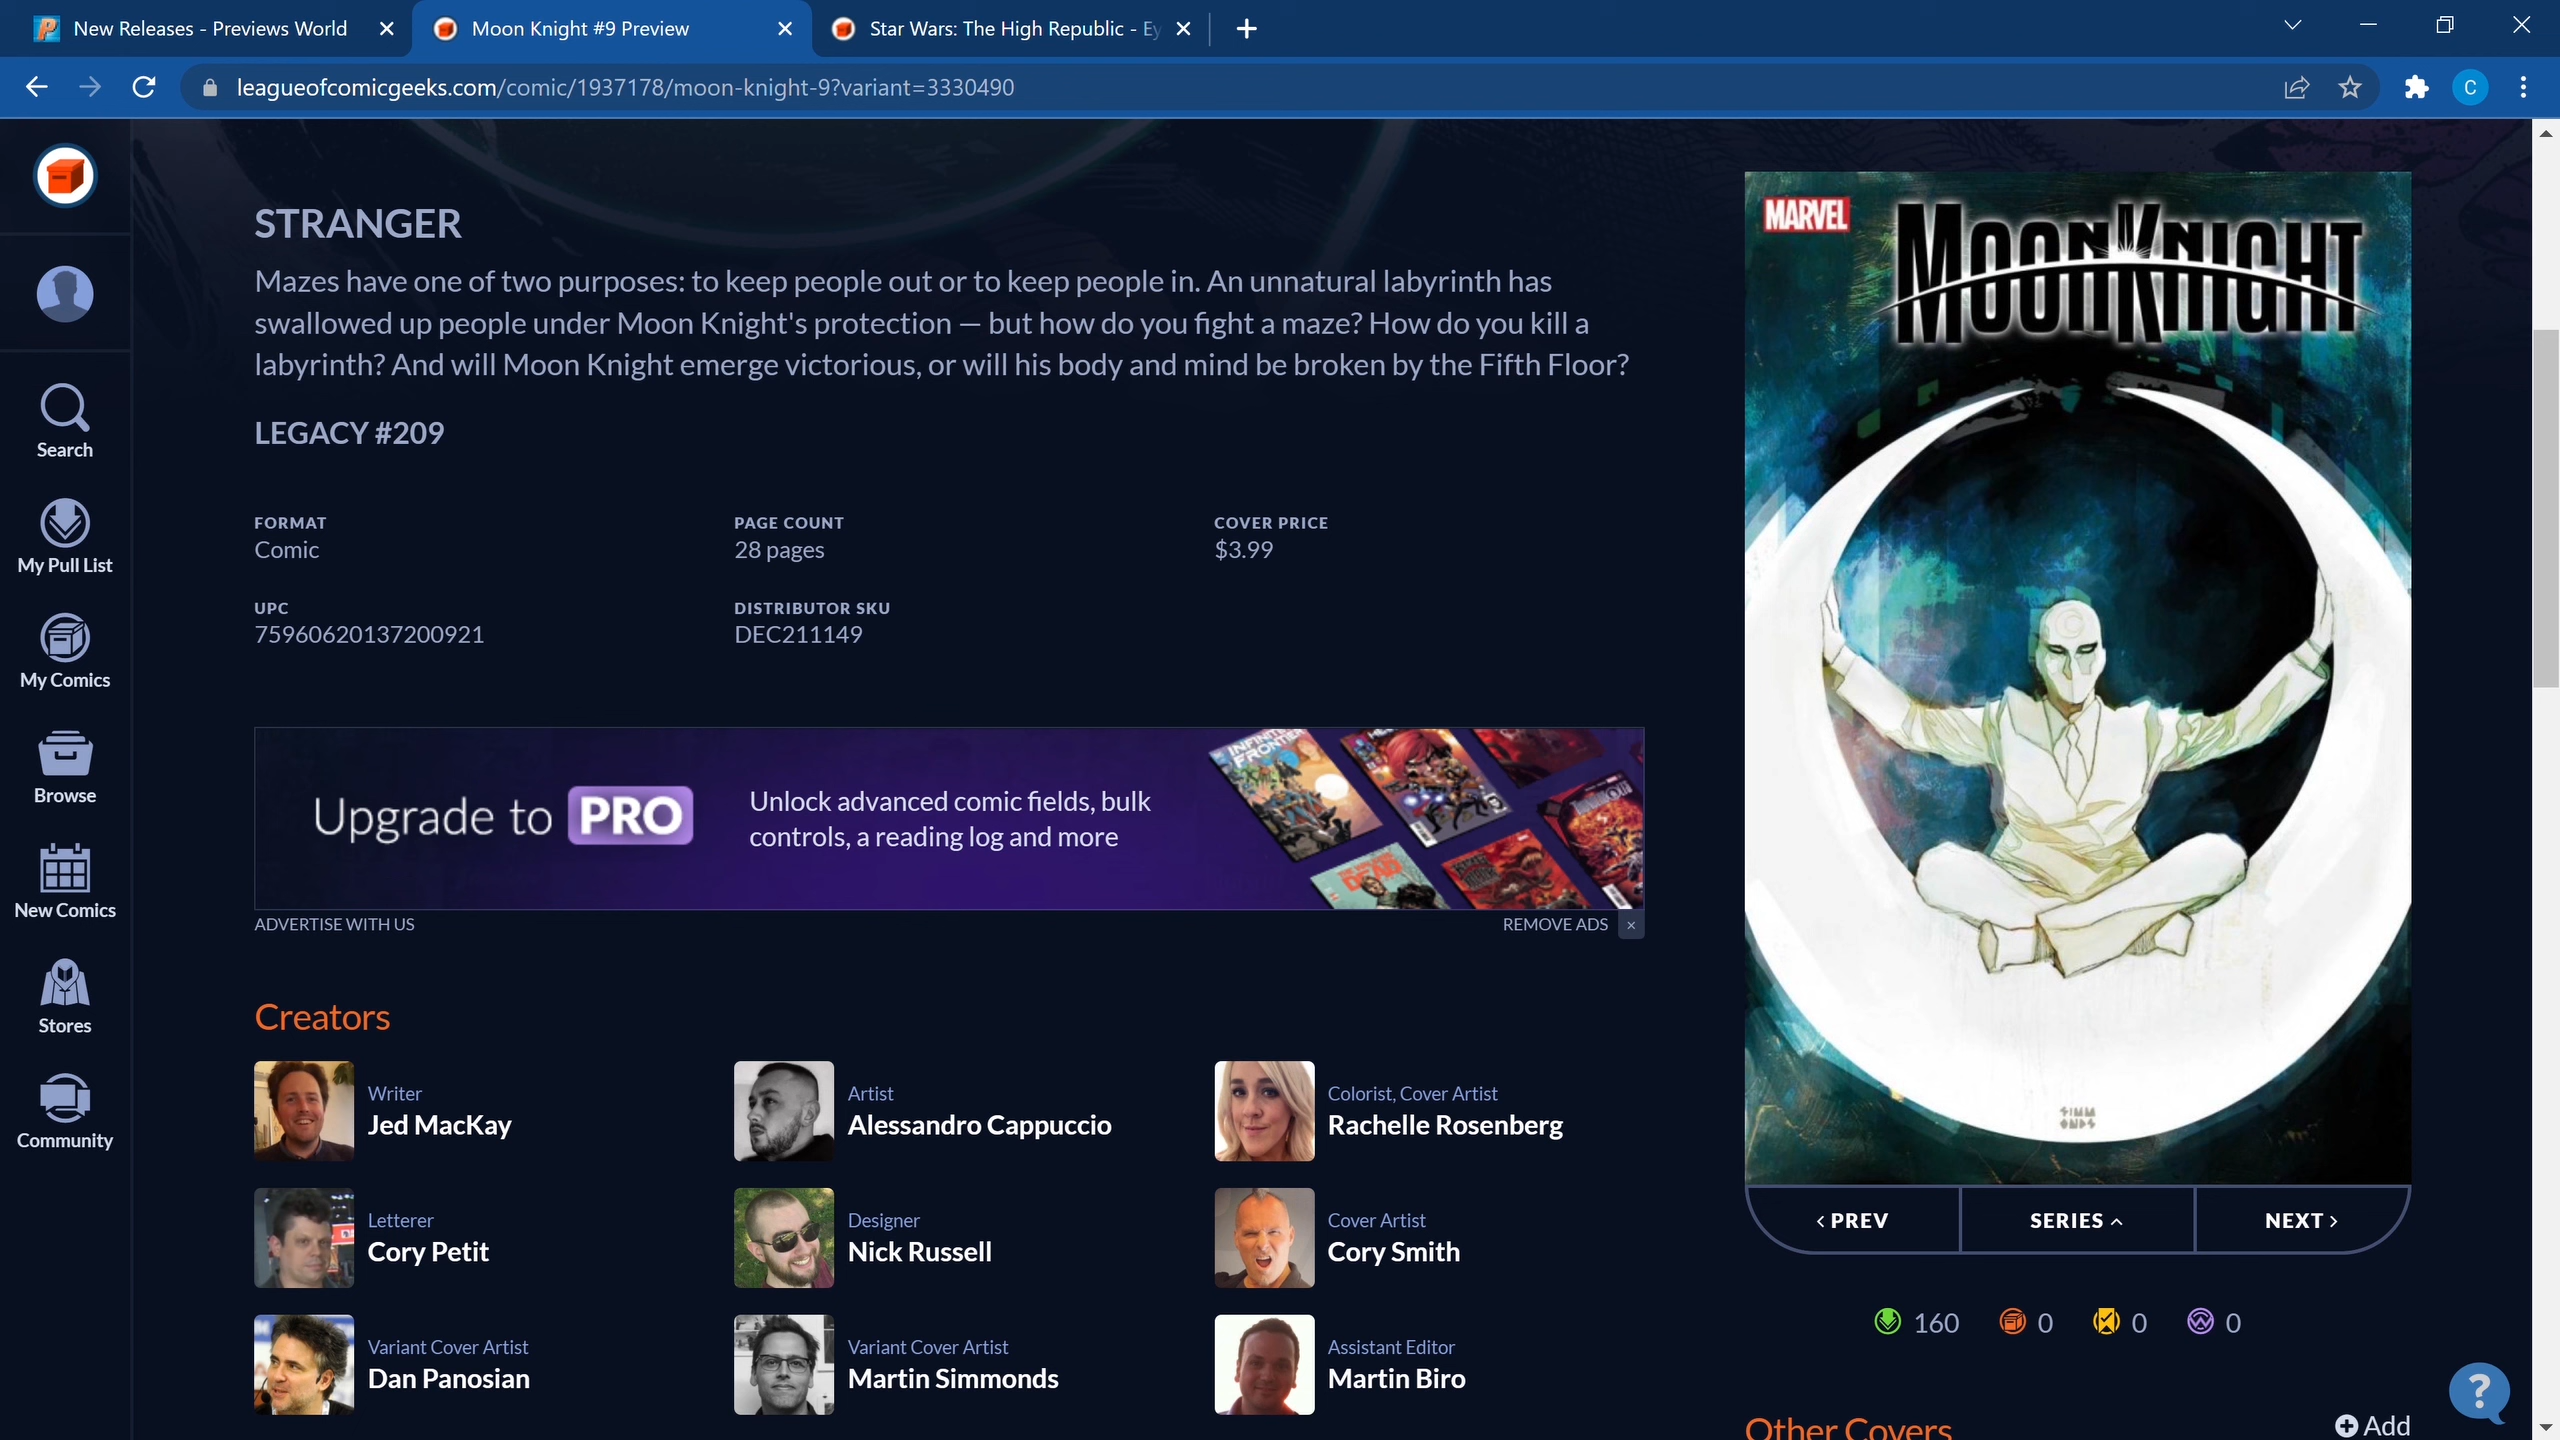 New Releases - Previews World
Moon Knight #9 Preview
Star Wars: The High Republic - Ey
leagueofcomicgeeks.com/comic/1937178/moon-knight-9?variant=3330490
C
Search
My Pull List
My Comics
Browse
New Comics
Stores
Community
STRANGER
Mazes have one of two purposes: to keep people out or to keep people in. An unnatural labyrinth has
swallowed up people under Moon Knight's protection — but how do you fight a maze? How do you kill a
labyrinth? And will Moon Knight emerge victorious, or will his body and mind be broken by the Fifth Floor?
LEGACY #209
FORMAT
Comic
PAGE COUNT
28 pages
COVER PRICE
$3.99
UPC
75960620137200921
DISTRIBUTOR SKU
DEC211149
Upgrade to PRO
Unlock advanced comic fields, bulk
controls, a reading log and more
INFINITE
FRONTIER
DEAD
ADVERTISE WITH US
REMOVE ADS ×
Creators
Writer
Jed MacKay
Artist
Alessandro Cappuccio
Colorist, Cover Artist
Rachelle Rosenberg
Letterer
Cory Petit
Designer
Nick Russell
Cover Artist
Cory Smith
Variant Cover Artist
Dan Panosian
Variant Cover Artist
Martin Simmonds
Assistant Editor
Martin Biro
MARVEL
MOON KNIGHT
SIMM
ONDS
‹ PREV
SERIES
NEXT ›
160
0
0
0
Other Covers
Add
?